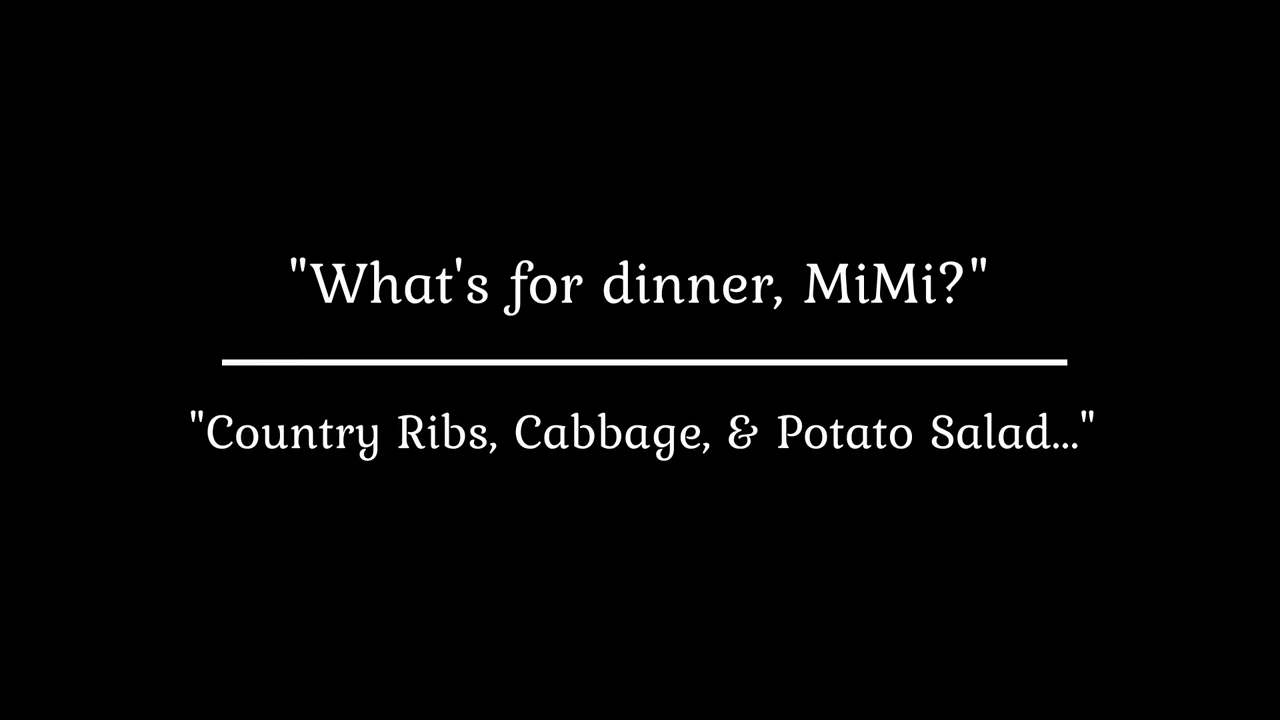 "What's for dinner, MiMi?"
"Country Ribs, Cabbage, & Potato Salad..."